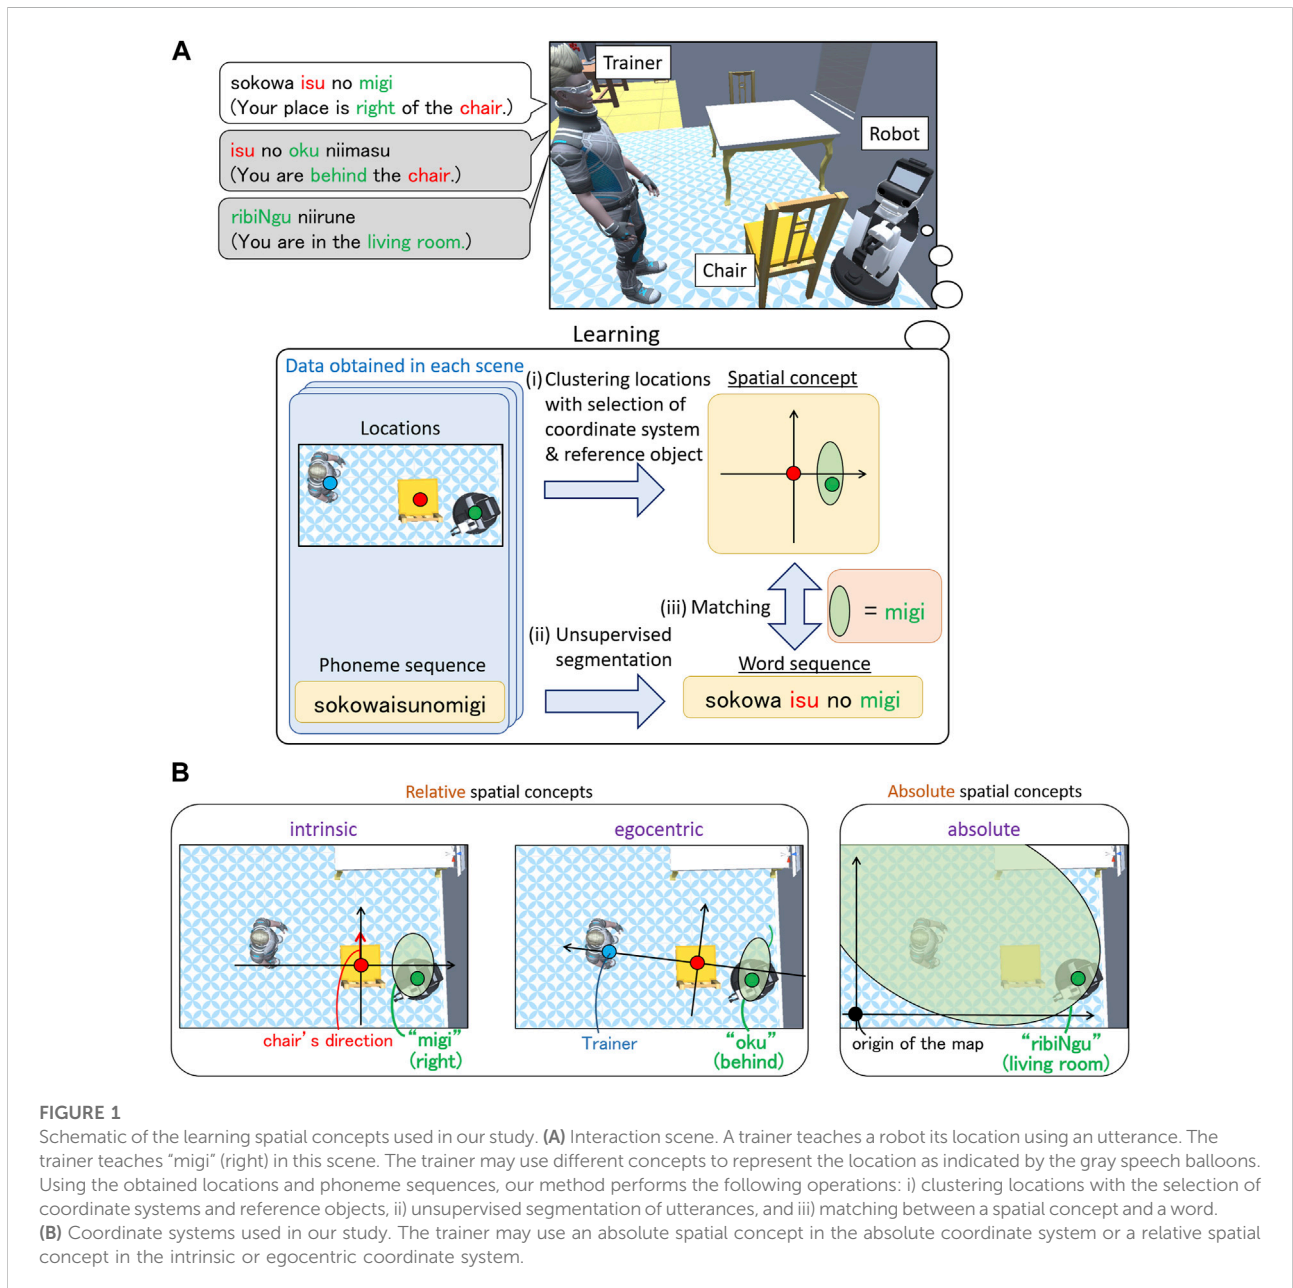 A
sokowa isu no migi
(Your place is right of the chair.)
isu no oku niimasu
(You are behind the chair.)
ribiNgu niirune
(You are in the living room.)
Trainer
Robot
Chair
Learning
Data obtained in each scene
Locations
(i) Clustering locations
with selection of
coordinate system
& reference object
Spatial concept
(iii) Matching
= migi
Phoneme sequence
sokowaisunomigi
(ii) Unsupervised
segmentation
Word sequence
sokowa isu no migi
B
Relative spatial concepts
intrinsic
egocentric
chair's direction
"migi"
(right)
Trainer
"oku"
(behind)
Absolute spatial concepts
absolute
origin of the map
"ribiNgu"
(living room)
FIGURE 1
Schematic of the learning spatial concepts used in our study. (A) Interaction scene. A trainer teaches a robot its location using an utterance. The
trainer teaches "migi" (right) in this scene. The trainer may use different concepts to represent the location as indicated by the gray speech balloons.
Using the obtained locations and phoneme sequences, our method performs the following operations: i) clustering locations with the selection of
coordinate systems and reference objects, ii) unsupervised segmentation of utterances, and iii) matching between a spatial concept and a word.
(B) Coordinate systems used in our study. The trainer may use an absolute spatial concept in the absolute coordinate system or a relative spatial
concept in the intrinsic or egocentric coordinate system.